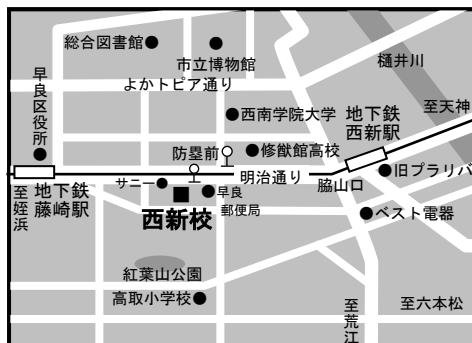 総合図書館
市立博物館
よかトピア通り
樋井川
早良区役所
西南学院大学
地下鉄
西新駅
至天神
防塁前
修猷館高校
明治通り
脇山口
旧プラリバ
サニー
早良
郵便局
地下鉄
藤崎駅
至姪浜
西新校
ベスト電器
紅葉山公園
高取小学校
至荒江
至六本松